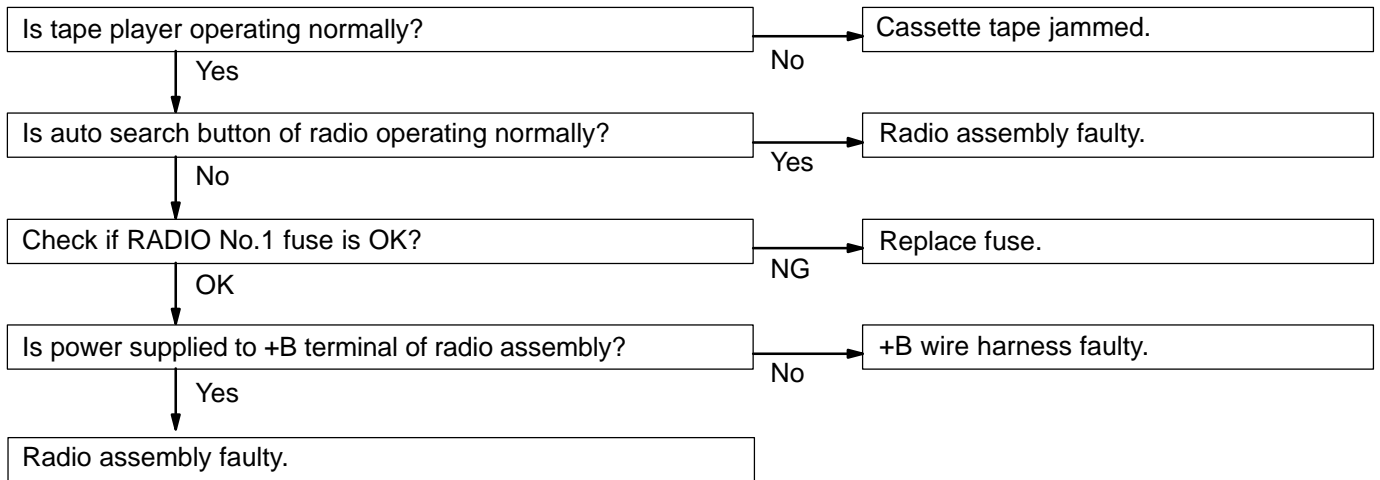 Is tape player operating normally?
Cassette tape jammed.
No
Yes
Is auto search button of radio operating normally?
Radio assembly faulty.
Yes
No
Check if RADIO No.1 fuse is OK?
Replace fuse.
NG
OK
Is power supplied to +B terminal of radio assembly?
+B wire harness faulty.
No
Yes
Radio assembly faulty.